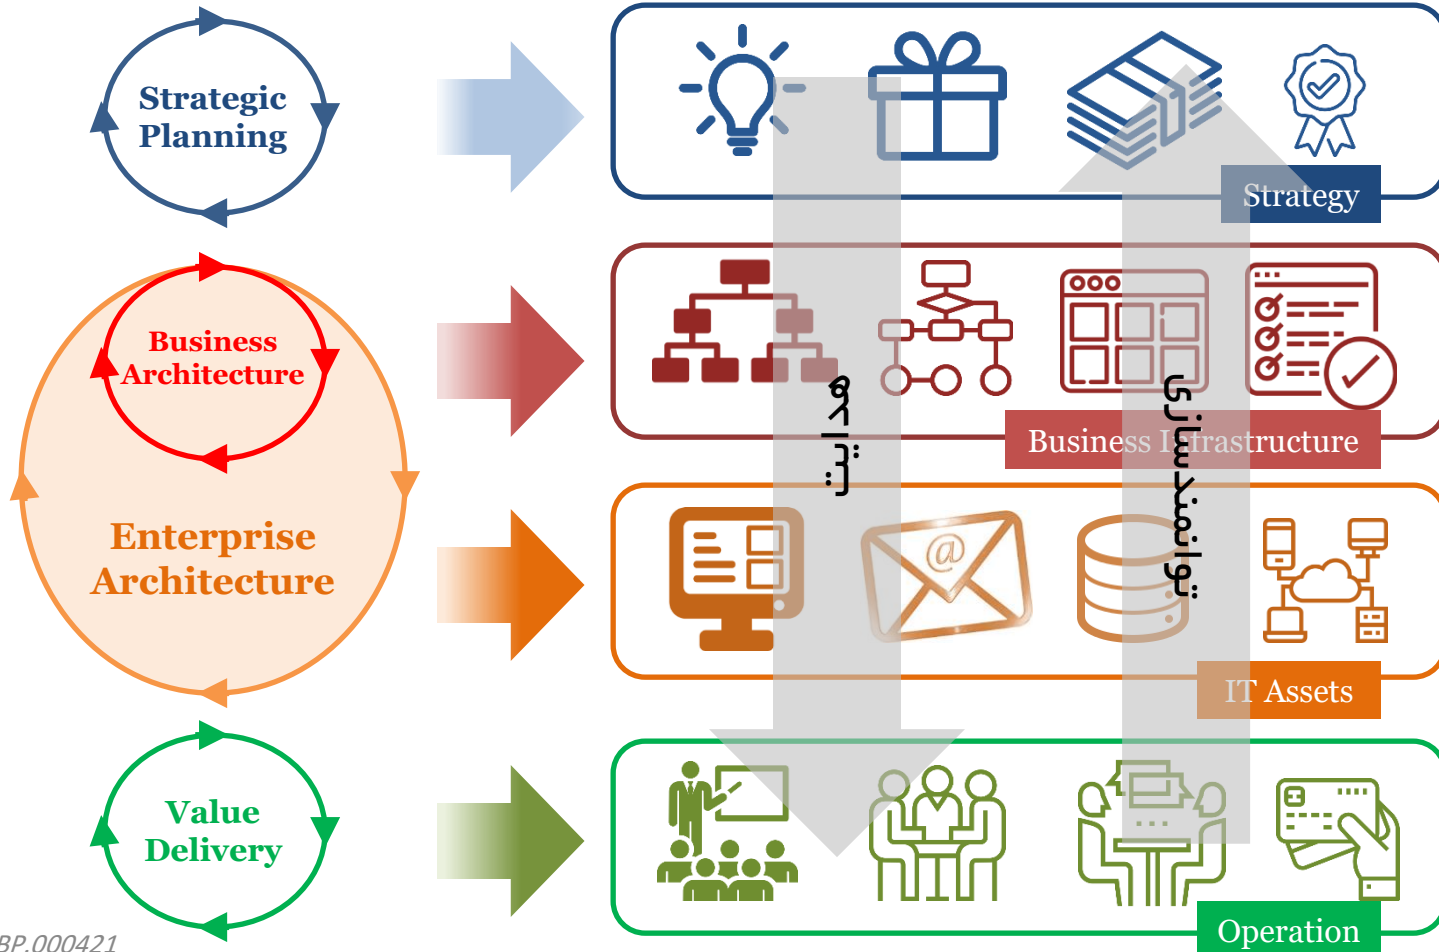 Strategic
Planning
Strategy
Business
Architecture
Business Infrastructure
هدایت
توانمندسازی
Enterprise
Architecture
@
IT Assets
Value
Delivery
Operation
BP.000421